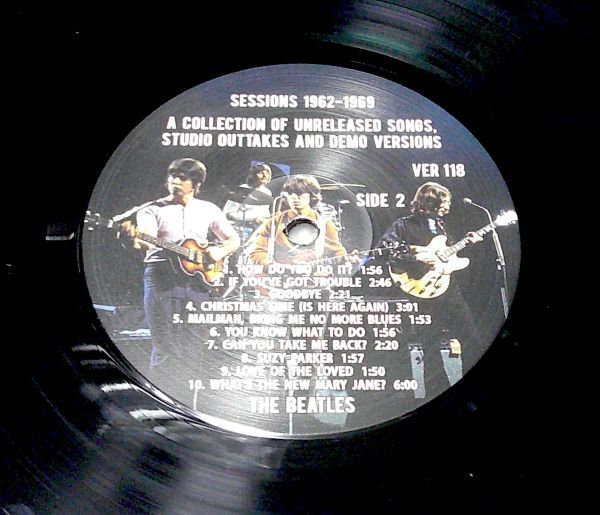 SESSIONS 1962-1969
A COLLECTION OF UNRELEASED SONGS,
STUDIO OUTTAKES AND DEMO VERSIONS
VER 118
SIDE 2
1. HOW DO YOU DO IT? 1:56
2. IF YOU'VE GOT TROUBLE 2:46
3. GOODBYE 2:21
4. CHRISTMAS TIME (IS HERE AGAIN) 3:01
5. MAILMAN, BRING ME NO MORE BLUES 1:53
6. YOU KNOW WHAT TO DO 1:56
7. CAN YOU TAKE ME BACK? 2:20
8. SUZY PARKER 1:57
9. LOVE OF THE LOVED 1:50
10. WHAT'S THE NEW MARY JANE? 6:00
THE BEATLES